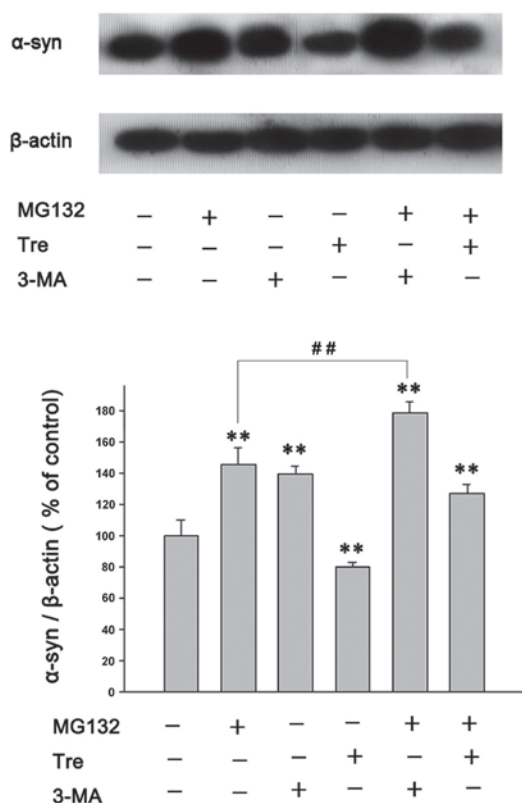 α-syn
β-actin
MG132 – + – – + +
Tre – – – + – +
3-MA – – + – + –
##
** ** ** ** **
α-syn / β-actin ( % of control)
180
160
140
120
100
80
60
40
20
0
MG132 – + – – + +
Tre – – – + – +
3-MA – – + – + –